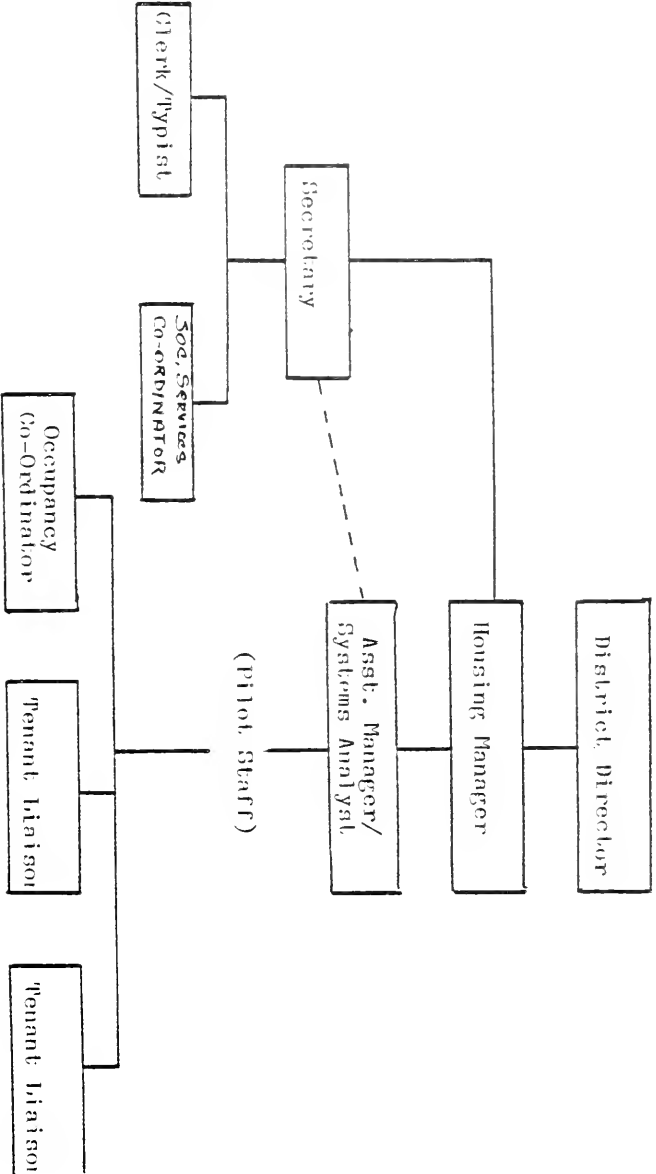 District Director
Housing Manager
Asst. Manager/
Systems Analyst
(Pilot Staff)
Secretary
Clerk/Typist
Soc, Services
Co-ordinator
Occupancy
Co-Ordinator
Tenant Liaison
Tenant Liaison